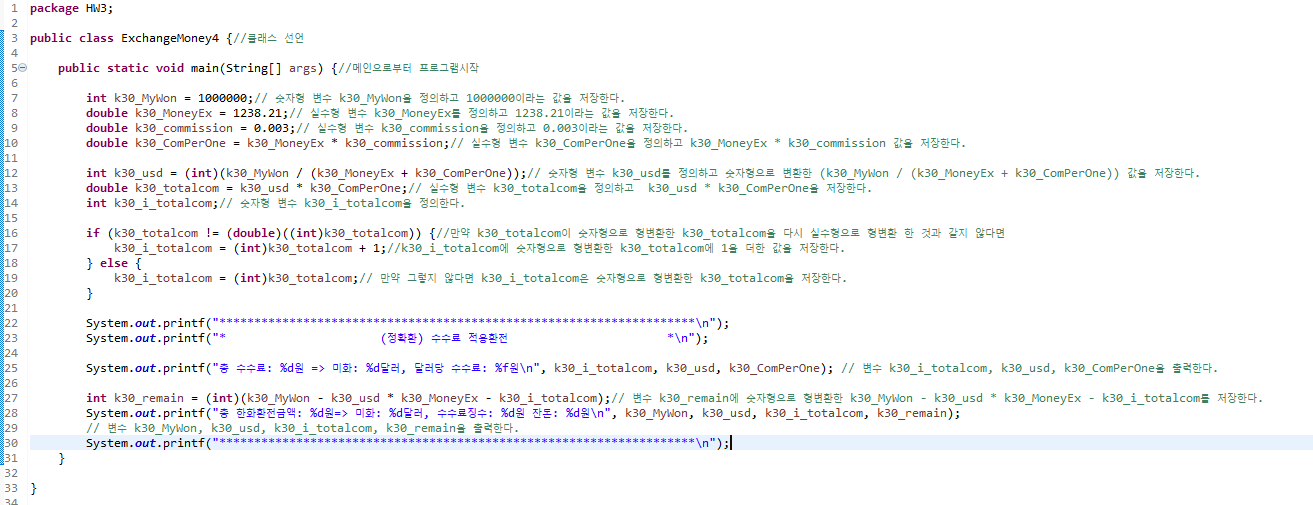 1 package HW3;
2
3 public class ExchangeMoney4 {//클래스 선언
4
5 public static void main(String[] args) {//메인으로부터 프로그램시작
6
7 int k30_MyWon = 1000000;// 숫자형 변수 k30_MyWon을 정의하고 1000000이라는 값을 저장한다.
8 double k30_MoneyEx = 1238.21;// 실수형 변수 k30_MoneyEx를 정의하고 1238.21이라는 값을 저장한다.
9 double k30_commission = 0.003;// 실수형 변수 k30_commission을 정의하고 0.003이라는 값을 저장한다.
10 double k30_ComPerOne = k30_MoneyEx * k30_commission;// 실수형 변수 k30_ComPerOne을 정의하고 k30_MoneyEx * k30_commission 값을 저장한다.
11
12 int k30_usd = (int)(k30_MyWon / (k30_MoneyEx + k30_ComPerOne));// 숫자형 변수 k30_usd를 정의하고 숫자형으로 변환한 (k30_MyWon / (k30_MoneyEx + k30_ComPerOne)) 값을 저장한다.
13 double k30_totalcom = k30_usd * k30_ComPerOne;// 실수형 변수 k30_totalcom을 정의하고  k30_usd * k30_ComPerOne을 저장한다.
14 int k30_i_totalcom;// 숫자형 변수 k30_i_totalcom을 정의한다.
15
16 if (k30_totalcom != (double)((int)k30_totalcom)) {//만약 k30_totalcom이 숫자형으로 형변환한 k30_totalcom을 다시 실수형으로 형변환 한 것과 같지 않다면
17 k30_i_totalcom = (int)k30_totalcom + 1;//k30_i_totalcom에 숫자형으로 형변환한 k30_totalcom에 1을 더한 값을 저장한다.
18 } else {
19 k30_i_totalcom = (int)k30_totalcom;// 만약 그렇지 않다면 k30_i_totalcom은 숫자형으로 형변환한 k30_totalcom을 저장한다.
20 }
21
22 System.out.printf("********************************************************************\n");
23 System.out.printf("*                      (정확환) 수수료 적용환전                       *\n");
24
25 System.out.printf("총 수수료: %d원 => 미화: %d달러, 달러당 수수료: %f원\n", k30_i_totalcom, k30_usd, k30_ComPerOne); // 변수 k30_i_totalcom, k30_usd, k30_ComPerOne을 출력한다.
26
27 int k30_remain = (int)(k30_MyWon - k30_usd * k30_MoneyEx - k30_i_totalcom);// 변수 k30_remain에 숫자형으로 형변환한 k30_MyWon - k30_usd * k30_MoneyEx - k30_i_totalcom를 저장한다.
28 System.out.printf("총 한화환전금액: %d원=> 미화: %d달러, 수수료징수: %d원 잔돈: %d원\n", k30_MyWon, k30_usd, k30_i_totalcom, k30_remain);
29 // 변수 k30_MyWon, k30_usd, k30_i_totalcom, k30_remain을 출력한다.
30 System.out.printf("********************************************************************\n");
31 }
32
33 }
34